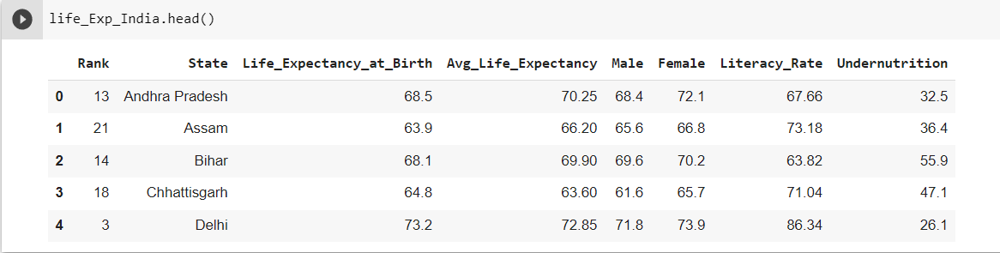 life_Exp_India.head()
Rank State Life_Expectancy_at_Birth Avg_Life_Expectancy Male Female Literacy_Rate Undernutrition
0 13 Andhra Pradesh 68.5 70.25 68.4 72.1 67.66 32.5
1 21 Assam 63.9 66.20 65.6 66.8 73.18 36.4
2 14 Bihar 68.1 69.90 69.6 70.2 63.82 55.9
3 18 Chhattisgarh 64.8 63.60 61.6 65.7 71.04 47.1
4 3 Delhi 73.2 72.85 71.8 73.9 86.34 26.1